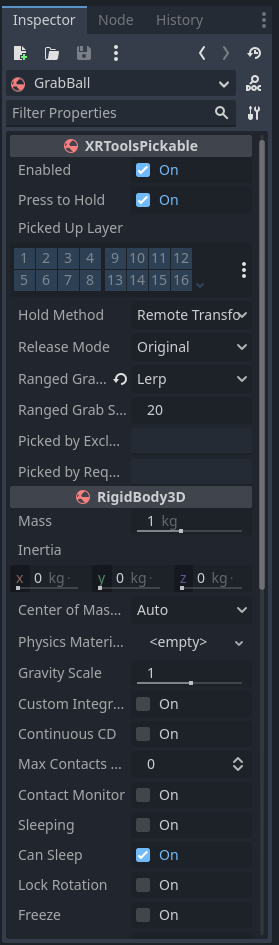 Inspector Node History
GrabBall
DOC
Filter Properties
XRToolsPickable
Enabled On
Press to Hold On
Picked Up Layer
1 2 3 4 9 10 11 12
5 6 7 8 13 14 15 16
Hold Method Remote Transfo
Release Mode Original
Ranged Gra... Lerp
Ranged Grab S... 20
Picked by Excl...
Picked by Req...
RigidBody3D
Mass 1 kg
Inertia
x 0 kg· y 0 kg· z 0 kg·
Center of Mas... Auto
Physics Materi... <empty>
Gravity Scale 1
Custom Integr... On
Continuous CD On
Max Contacts ... 0
Contact Monitor On
Sleeping On
Can Sleep On
Lock Rotation On
Freeze On